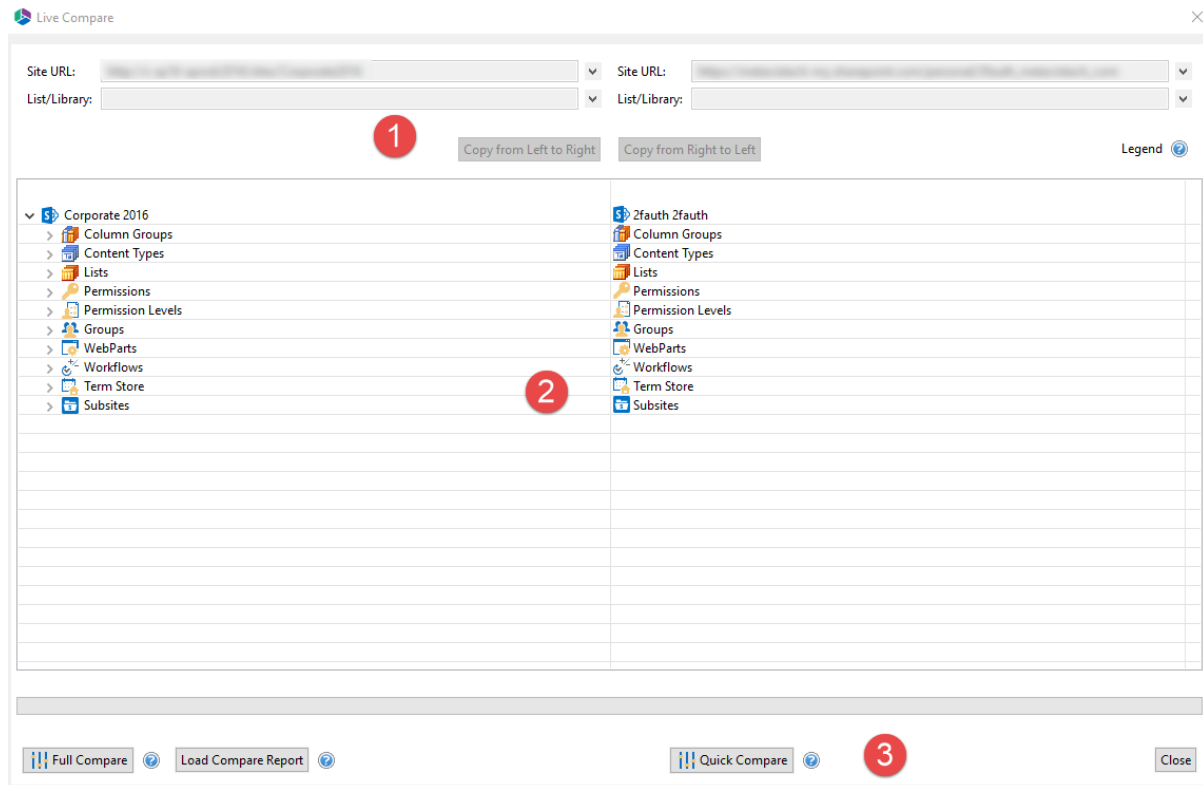 Live Compare
Site URL:
Site URL:
List/Library:
List/Library:
1
Copy from Left to Right
Copy from Right to Left
Legend
Corporate 2016
2fauth 2fauth
Column Groups
Column Groups
Content Types
Content Types
Lists
Lists
Permissions
Permissions
Permission Levels
Permission Levels
Groups
Groups
WebParts
WebParts
Workflows
Workflows
Term Store
Term Store
2
Subsites
Subsites
Full Compare
Load Compare Report
Quick Compare
3
Close